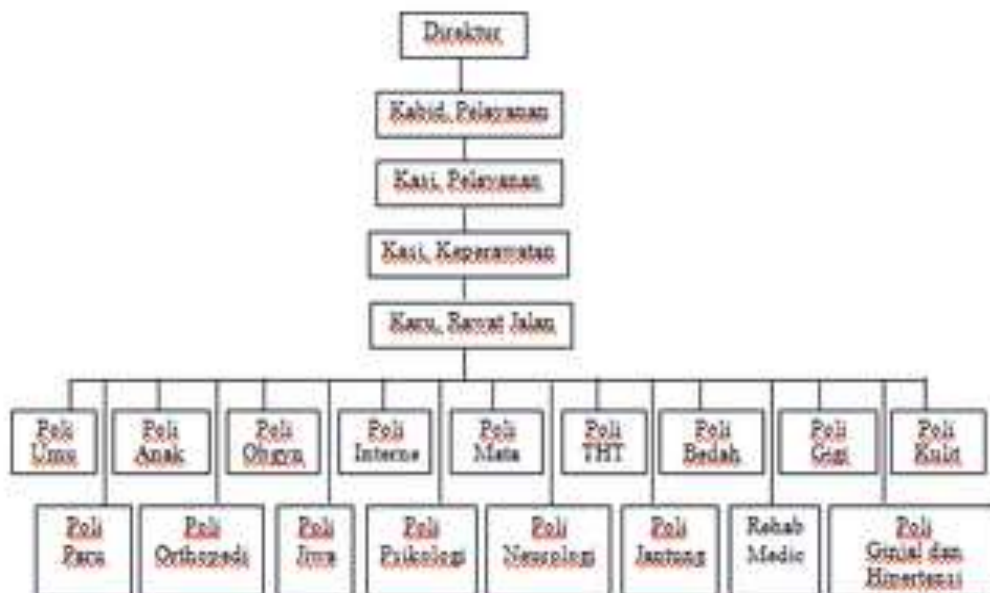 Direktur
Kabid, Pelayanan
Kasi, Pelayanan
Kasi, Keperawatan
Karu, Rawat Jalan
Poli
Umu
Poli
Anak
Poli
Obgyn
Poli
Interne
Poli
Mata
Poli
THT
Poli
Bedah
Poli
Gigi
Poli
Kulit
Poli
Paru
Poli
Orthopedi
Poli
Jiwa
Poli
Psikologi
Poli
Neurologi
Poli
Jantung
Rehab
Medic
Poli
Ginjal dan
Hipertensi